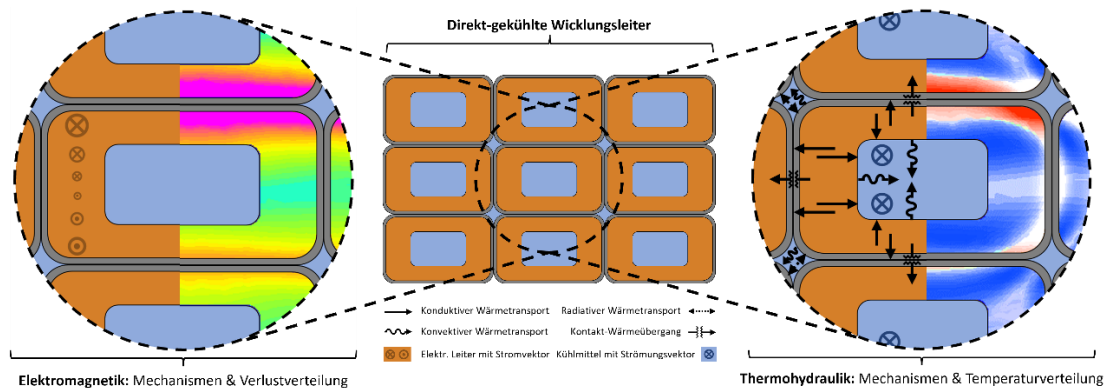 Direkt-gekühlte Wicklungsleiter
Konduktiver Wärmetransport
Radiativer Wärmetransport
Konvektiver Wärmetransport
Kontakt-Wärmeübergang
Elektr. Leiter mit Stromvektor
Kühlmittel mit Strömungsvektor
Elektromagnetik: Mechanismen & Verlustverteilung
Thermohydraulik: Mechanismen & Temperaturverteilung